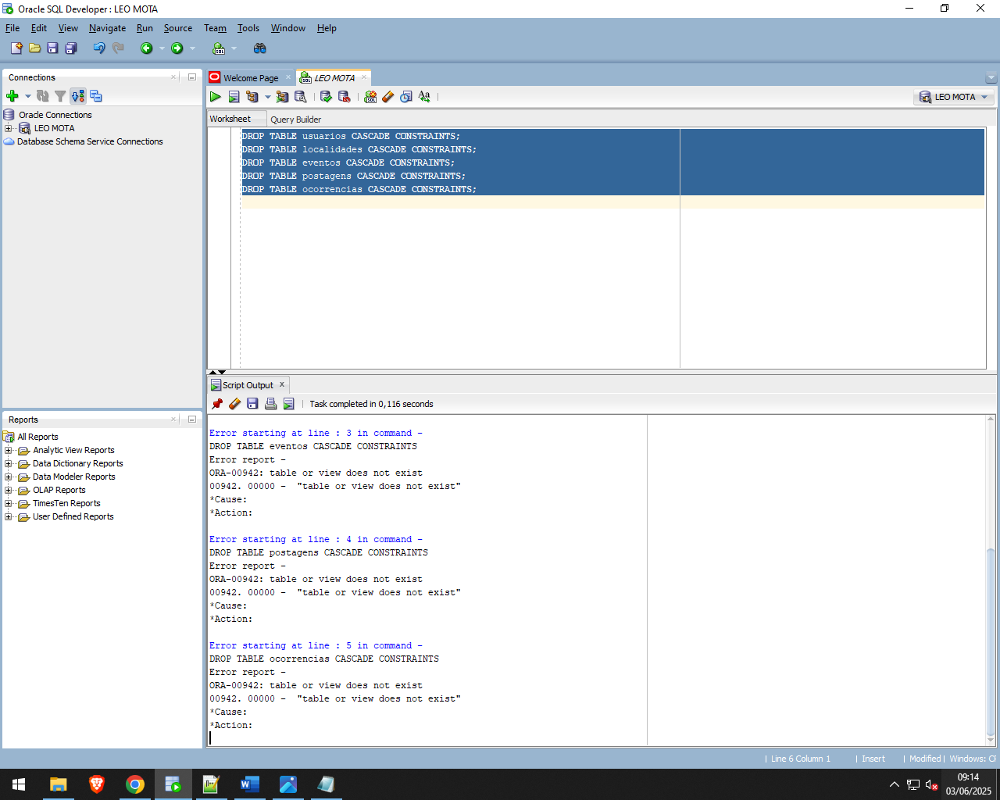 Oracle SQL Developer : LEO MOTA
File Edit View Navigate Run Source Team Tools Window Help
Connections
Oracle Connections
LEO MOTA
Database Schema Service Connections
Welcome Page
LEO MOTA
LEO MOTA
Worksheet
Query Builder
DROP TABLE usuarios CASCADE CONSTRAINTS;
DROP TABLE localidades CASCADE CONSTRAINTS;
DROP TABLE eventos CASCADE CONSTRAINTS;
DROP TABLE postagens CASCADE CONSTRAINTS;
DROP TABLE ocorrencias CASCADE CONSTRAINTS;
Script Output
Task completed in 0,116 seconds
Error starting at line : 3 in command -
DROP TABLE eventos CASCADE CONSTRAINTS
Error report -
ORA-00942: table or view does not exist
00942. 00000 -  "table or view does not exist"
*Cause:
*Action:
Error starting at line : 4 in command -
DROP TABLE postagens CASCADE CONSTRAINTS
Error report -
ORA-00942: table or view does not exist
00942. 00000 -  "table or view does not exist"
*Cause:
*Action:
Error starting at line : 5 in command -
DROP TABLE ocorrencias CASCADE CONSTRAINTS
Error report -
ORA-00942: table or view does not exist
00942. 00000 -  "table or view does not exist"
*Cause:
*Action:
Reports
All Reports
Analytic View Reports
Data Dictionary Reports
Data Modeler Reports
OLAP Reports
TimesTen Reports
User Defined Reports
| Line 6 Column 1 | Insert | Modified | Windows: CF
09:14
03/06/2025